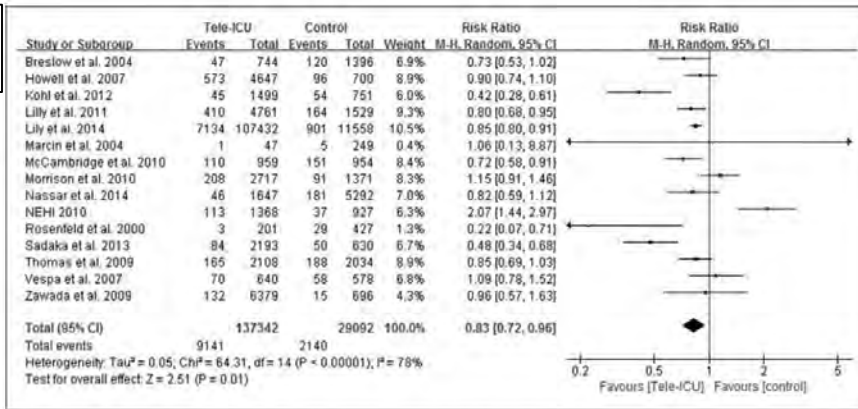 Tele-ICU Control Risk Ratio Risk Ratio
Study or Subgroup Events Total Events Total Weight M-H, Random, 95% CI M-H, Random, 95% CI
Breslow et al. 2004 47 744 120 1396 6.9% 0.73 [0.53, 1.02]
Howell et al. 2007 573 4647 96 700 8.8% 0.90 [0.74, 1.10]
Kohl et al. 2012 45 1499 54 751 6.2% 0.42 [0.28, 0.61]
Lilly et al. 2011 410 4761 164 1529 9.3% 0.80 [0.68, 0.95]
Lily et al. 2014 7134 107432 901 11558 10.5% 0.85 [0.80, 0.91]
Marcin et al. 2004 1 47 5 249 0.4% 1.06 [0.13, 8.87]
McCambridge et al. 2010 110 959 151 954 8.2% 0.72 [0.58, 0.91]
Morrison et al. 2010 208 2717 91 1371 8.2% 1.15 [0.91, 1.46]
Nassar et al. 2014 46 1647 181 5292 7.0% 0.82 [0.59, 1.12]
NEHI 2010 113 1368 37 927 6.3% 2.07 [1.44, 2.97]
Rosenfeld et al. 2000 3 201 29 427 1.3% 0.22 [0.07, 0.71]
Sadaka et al. 2013 84 2193 50 630 6.7% 0.48 [0.34, 0.68]
Thomas et al. 2009 165 2108 188 2034 8.7% 0.85 [0.69, 1.03]
Vespa et al. 2007 70 640 58 578 6.8% 1.09 [0.78, 1.52]
Zawada et al. 2009 132 6379 15 696 4.6% 0.96 [0.57, 1.63]
Total (95% CI) 137342 29092 100.0% 0.83 [0.72, 0.96]
Total events 9141 2140
Heterogeneity: Tau² = 0.05; Chi² = 64.31, df = 14 (P < 0.00001); I² = 78%
Test for overall effect: Z = 2.51 (P = 0.01)
0.2 0.5 1 2 5
Favours [Tele-ICU] Favours [control]